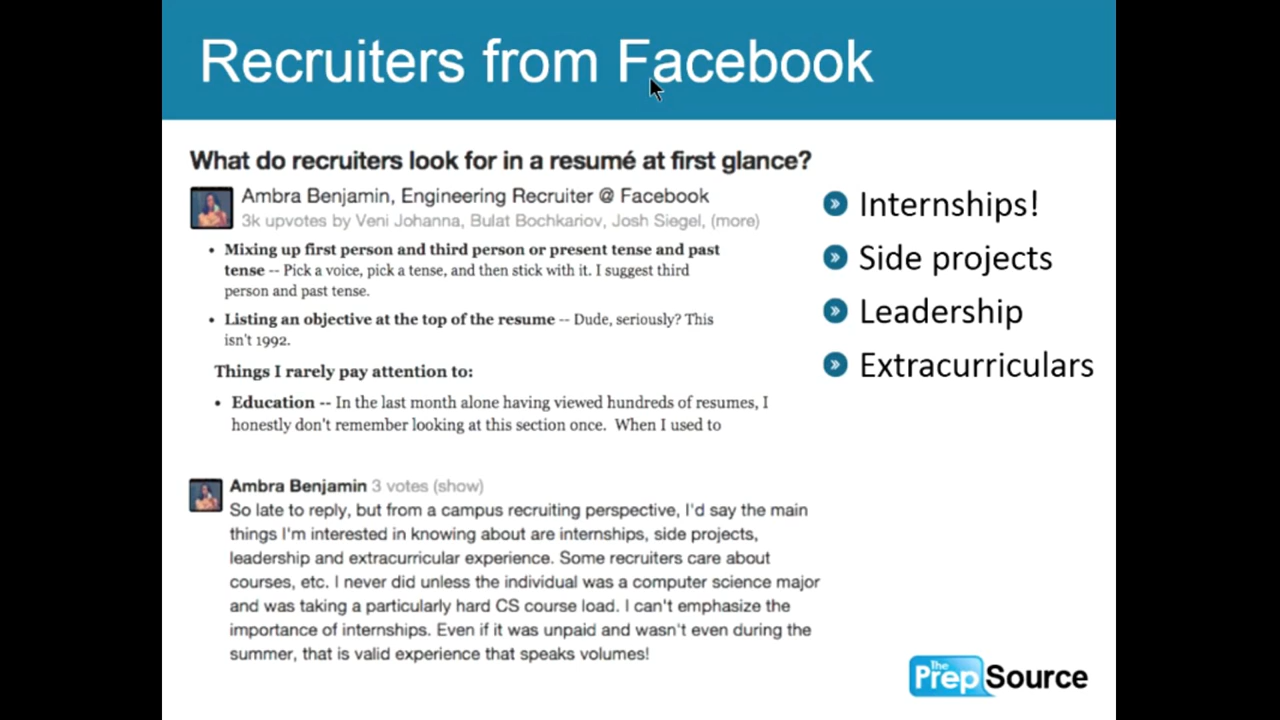 Recruiters from Facebook
What do recruiters look for in a resumé at first glance?
Ambra Benjamin, Engineering Recruiter @ Facebook
3k upvotes by Veni Johanna, Bulat Bochkariov, Josh Siegel, (more)
• Mixing up first person and third person or present tense and past
tense -- Pick a voice, pick a tense, and then stick with it. I suggest third
person and past tense.
• Listing an objective at the top of the resume -- Dude, seriously? This
isn't 1992.
Things I rarely pay attention to:
• Education -- In the last month alone having viewed hundreds of resumes, I
honestly don't remember looking at this section once. When I used to
Internships!
Side projects
Leadership
Extracurriculars
Ambra Benjamin 3 votes (show)
So late to reply, but from a campus recruiting perspective, I'd say the main
things I'm interested in knowing about are internships, side projects,
leadership and extracurricular experience. Some recruiters care about
courses, etc. I never did unless the individual was a computer science major
and was taking a particularly hard CS course load. I can't emphasize the
importance of internships. Even if it was unpaid and wasn't even during the
summer, that is valid experience that speaks volumes!
The PrepSource